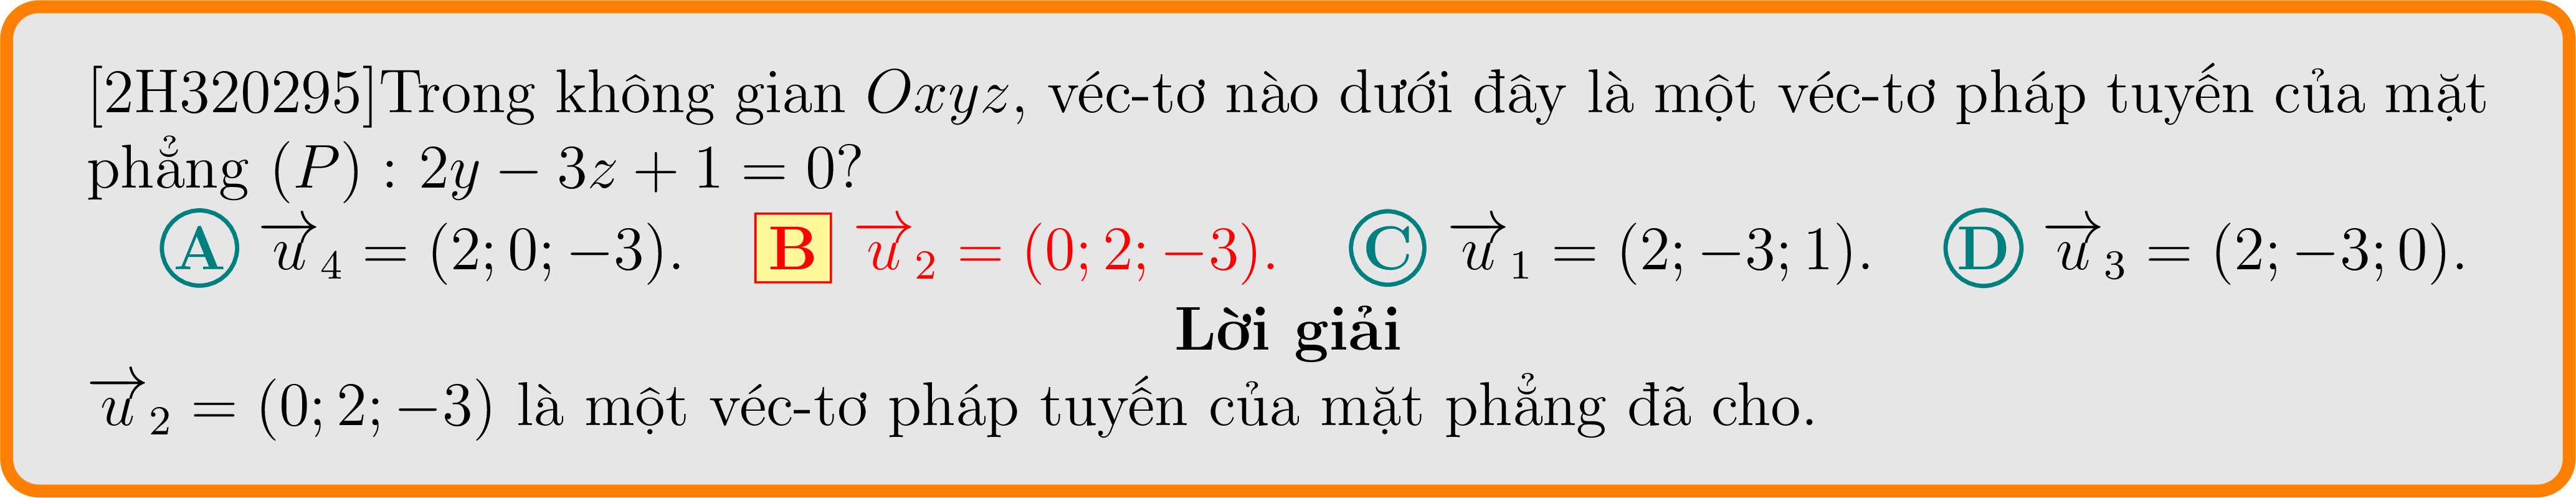 [2H320295]Trong không gian Oxyz, véc-tơ nào dưới đây là một véc-tơ pháp tuyến của mặt
phẳng (P) : 2y − 3z + 1 = 0?
A $\overrightarrow{u}_4$ = (2; 0; −3). B $\overrightarrow{u}_2$ = (0; 2; −3). C $\overrightarrow{u}_1$ = (2; −3; 1). D $\overrightarrow{u}_3$ = (2; −3; 0).
Lời giải
$\overrightarrow{u}_2$ = (0; 2; −3) là một véc-tơ pháp tuyến của mặt phẳng đã cho.